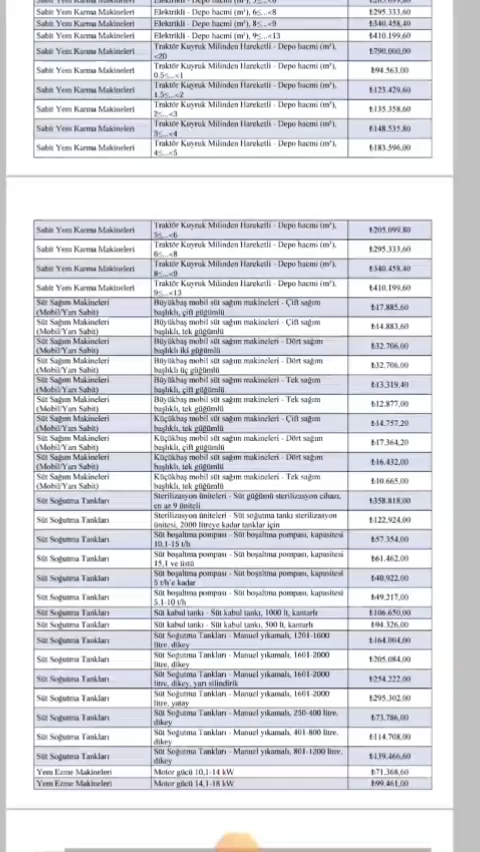 Elektrikli - Depo hacmi (m³),
Sabit Yem Karma Makineleri Elektrikli - Depo hacmi (m³), 6≤...<8 ₺295.333,60
Sabit Yem Karma Makineleri Elektrikli - Depo hacmi (m³), 8≤...<9 ₺340.458,40
Sabit Yem Karma Makineleri Elektrikli - Depo hacmi (m³), 9≤...<13 ₺410.199,60
Sabit Yem Karma Makineleri Traktör Kuyruk Milinden Hareketli - Depo hacmi (m³), ₺790.000,00
<20
Sabit Yem Karma Makineleri Traktör Kuyruk Milinden Hareketli - Depo hacmi (m³), ₺94.563,00
0.5≤...<1
Sabit Yem Karma Makineleri Traktör Kuyruk Milinden Hareketli - Depo hacmi (m³), ₺123.429,60
1.5≤...<2
Sabit Yem Karma Makineleri Traktör Kuyruk Milinden Hareketli - Depo hacmi (m³), ₺135.358,60
2≤...<3
Sabit Yem Karma Makineleri Traktör Kuyruk Milinden Hareketli - Depo hacmi (m³), ₺148.535,80
3≤...<4
Sabit Yem Karma Makineleri Traktör Kuyruk Milinden Hareketli - Depo hacmi (m³), ₺183.596,00
4≤...<5
Sabit Yem Karma Makineleri Traktör Kuyruk Milinden Hareketli - Depo hacmi (m³), ₺205.099,80
5≤...<6
Sabit Yem Karma Makineleri Traktör Kuyruk Milinden Hareketli - Depo hacmi (m³), ₺295.333,60
6≤...<8
Sabit Yem Karma Makineleri Traktör Kuyruk Milinden Hareketli - Depo hacmi (m³), ₺340.458,40
8≤...<9
Sabit Yem Karma Makineleri Traktör Kuyruk Milinden Hareketli - Depo hacmi (m³), ₺410.199,60
9≤...<13
Süt Sağım Makineleri Büyükbaş mobil süt sağım makineleri - Çift sağım ₺17.885,60
(Mobil/Yarı Sabit) başlıklı, çift güğümlü
Süt Sağım Makineleri Büyükbaş mobil süt sağım makineleri - Çift sağım ₺14.883,60
(Mobil/Yarı Sabit) başlıklı, tek güğümlü
Süt Sağım Makineleri Büyükbaş mobil süt sağım makineleri - Dört sağım ₺32.706,00
(Mobil/Yarı Sabit) başlıklı iki güğümlü
Süt Sağım Makineleri Büyükbaş mobil süt sağım makineleri - Dört sağım ₺32.706,00
(Mobil/Yarı Sabit) başlıklı üç güğümlü
Süt Sağım Makineleri Büyükbaş mobil süt sağım makineleri - Tek sağım ₺13.319,40
(Mobil/Yarı Sabit) başlıklı, çift güğümlü
Süt Sağım Makineleri Büyükbaş mobil süt sağım makineleri - Tek sağım ₺12.877,00
(Mobil/Yarı Sabit) başlıklı, tek güğümlü
Süt Sağım Makineleri Küçükbaş mobil süt sağım makineleri - Çift sağım ₺14.757,20
(Mobil/Yarı Sabit) başlıklı, tek güğümlü
Süt Sağım Makineleri Küçükbaş mobil süt sağım makineleri - Dört sağım ₺17.364,20
(Mobil/Yarı Sabit) başlıklı, çift güğümlü
Süt Sağım Makineleri Küçükbaş mobil süt sağım makineleri - Dört sağım ₺16.432,00
(Mobil/Yarı Sabit) başlıklı, tek güğümlü
Süt Sağım Makineleri Küçükbaş mobil süt sağım makineleri - Tek sağım ₺10.665,00
(Mobil/Yarı Sabit) başlıklı, tek güğümlü
Süt Soğutma Tankları Sterilizasyon üniteleri - Süt güğümü sterilizasyon cihazı, ₺358.818,00
en az 9 üniteli
Süt Soğutma Tankları Sterilizasyon üniteleri - Süt soğutma tankı sterilizasyon ₺122.924,00
ünitesi, 2000 litreye kadar tanklar için
Süt Soğutma Tankları Süt boşaltma pompası - Süt boşaltma pompası, kapasitesi ₺57.354,00
10,1-15 t/h
Süt Soğutma Tankları Süt boşaltma pompası - Süt boşaltma pompası, kapasitesi ₺61.462,00
15,1 ve üstü
Süt Soğutma Tankları Süt boşaltma pompası - Süt boşaltma pompası, kapasitesi ₺40.922,00
5 t/h'e kadar
Süt Soğutma Tankları Süt boşaltma pompası - Süt boşaltma pompası, kapasitesi ₺49.217,00
5.1-10 t/h
Süt Soğutma Tankları Süt kabul tankı - Süt kabul tankı, 1000 lt, kantarlı ₺106.650,00
Süt Soğutma Tankları Süt kabul tankı - Süt kabul tankı, 500 lt, kantarlı ₺94.326,00
Süt Soğutma Tankları Süt Soğutma Tankları - Manuel yıkamalı, 1201-1600 ₺164.004,00
litre, dikey
Süt Soğutma Tankları Süt Soğutma Tankları - Manuel yıkamalı, 1601-2000 ₺205.084,00
litre, dikey
Süt Soğutma Tankları Süt Soğutma Tankları - Manuel yıkamalı, 1601-2000 ₺254.222,00
litre, dikey, yarı silindirik
Süt Soğutma Tankları Süt Soğutma Tankları - Manuel yıkamalı, 1601-2000 ₺295.302,00
litre, yatay
Süt Soğutma Tankları Süt Soğutma Tankları - Manuel yıkamalı, 250-400 litre, ₺73.786,00
dikey
Süt Soğutma Tankları Süt Soğutma Tankları - Manuel yıkamalı, 401-800 litre, ₺114.708,00
dikey
Süt Soğutma Tankları Süt Soğutma Tankları - Manuel yıkamalı, 801-1200 litre, ₺139.466,60
dikey
Yem Ezme Makineleri Motor gücü 10,1-14 kW ₺71.368,60
Yem Ezme Makineleri Motor gücü 14,1-18 kW ₺99.461,00